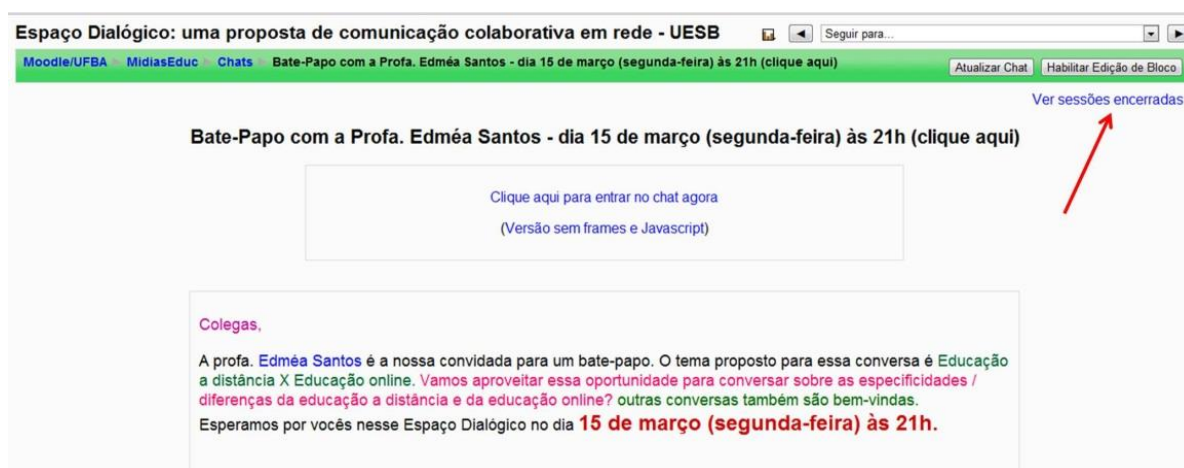 Espaço Dialógico: uma proposta de comunicação colaborativa em rede - UESB
Seguir para...
Moodle/UFBA MidiasEduc Chats Bate-Papo com a Profa. Edméa Santos - dia 15 de março (segunda-feira) às 21h (clique aqui)
Atualizar Chat Habilitar Edição de Bloco
Ver sessões encerradas
Bate-Papo com a Profa. Edméa Santos - dia 15 de março (segunda-feira) às 21h (clique aqui)
Clique aqui para entrar no chat agora
(Versão sem frames e Javascript)
Colegas,
A profa. Edméa Santos é a nossa convidada para um bate-papo. O tema proposto para essa conversa é Educação
a distância X Educação online. Vamos aproveitar essa oportunidade para conversar sobre as especificidades /
diferenças da educação a distância e da educação online? outras conversas também são bem-vindas.
Esperamos por vocês nesse Espaço Dialógico no dia 15 de março (segunda-feira) às 21h.